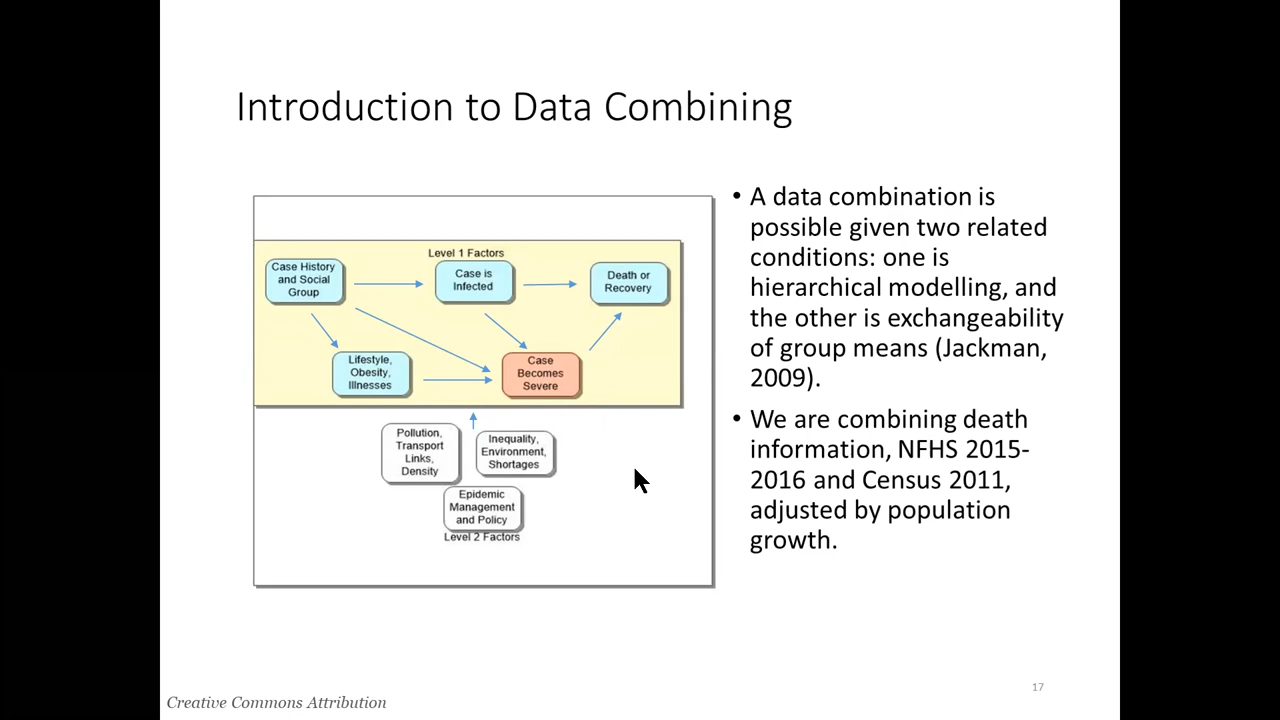 Introduction to Data Combining
Level 1 Factors
Case History
and Social
Group
Case is
Infected
Death or
Recovery
Lifestyle,
Obesity,
Illnesses
Case
Becomes
Severe
Pollution,
Transport
Links,
Density
Inequality,
Environment,
Shortages
Epidemic
Management
and Policy
Level 2 Factors
• A data combination is
possible given two related
conditions: one is
hierarchical modelling, and
the other is exchangeability
of group means (Jackman,
2009).
• We are combining death
information, NFHS 2015-
2016 and Census 2011,
adjusted by population
growth.
17
Creative Commons Attribution